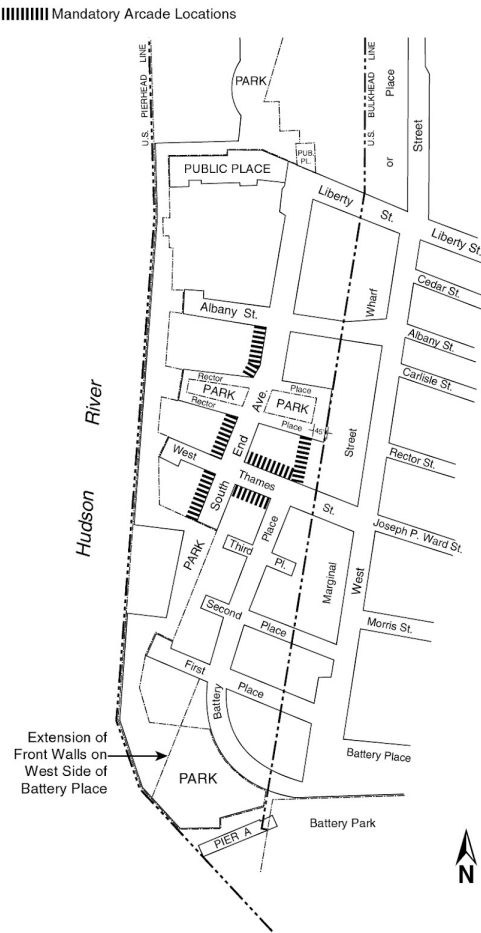 Mandatory Arcade Locations
U.S. PIERHEAD LINE
PARK
U.S. BULKHEAD LINE
Place
or
Street
PUB.
PL.
PUBLIC PLACE
Liberty
St.
Liberty St.
Cedar St.
Wharf
Albany St.
Albany St.
Carlisle St.
Rector
Place
PARK
Ave
PARK
Rector
Place
45'
River
Hudson
West
End
South
Thames
St.
Street
Rector St.
Joseph P. Ward St.
PARK
Place
Third
Pl.
Marginal
West
Second
Place
Morris St.
First
Place
Battery
Battery Place
Extension of
Front Walls on
West Side of
Battery Place
PARK
PIER A
Battery Park
N